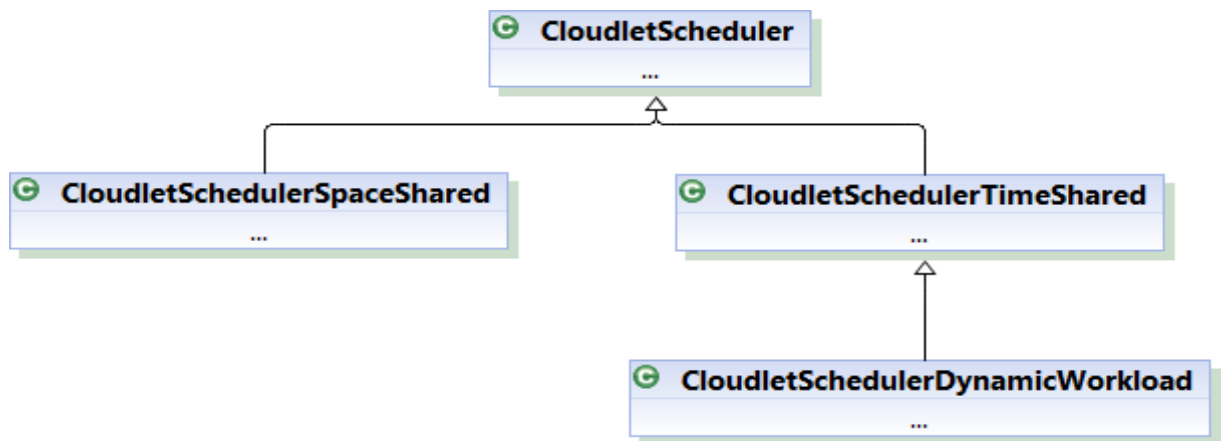 C CloudletScheduler
...
C CloudletSchedulerSpaceShared
...
C CloudletSchedulerTimeShared
...
C CloudletSchedulerDynamicWorkload
...